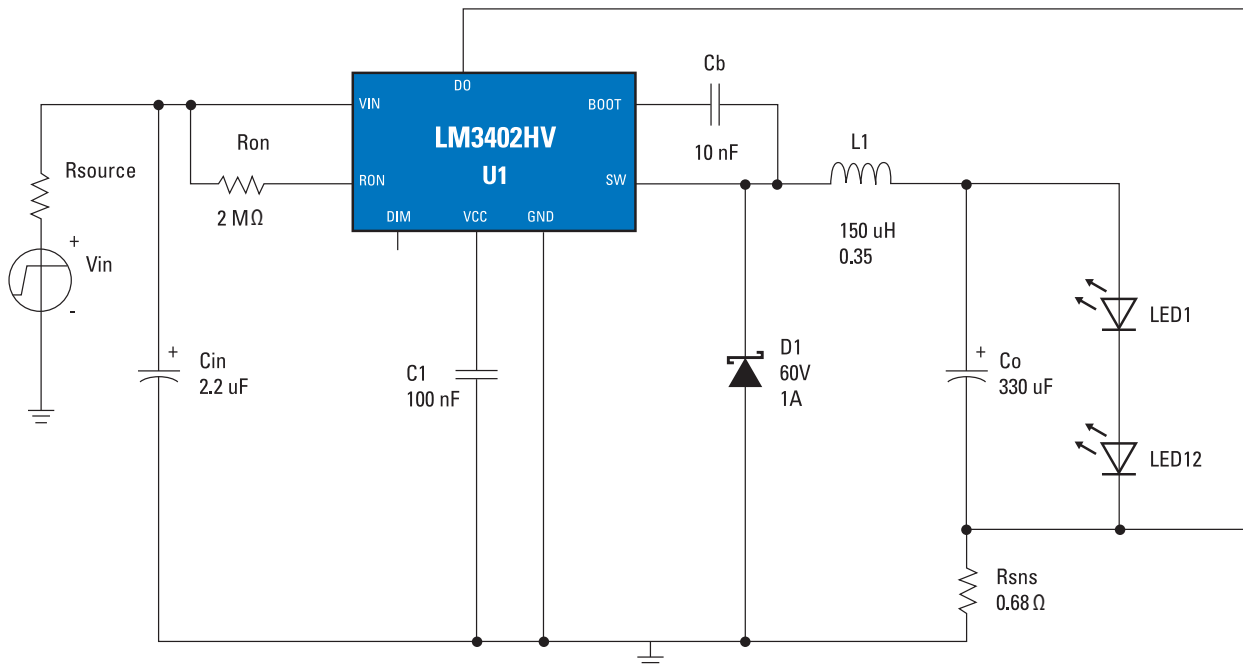 DO
Cb
VIN
BOOT
LM3402HV
U1
Ron
10 nF
L1
Rsource
RON
SW
2 MΩ
DIM
VCC
GND
150 uH
0.35
+
Vin
-
LED1
+
Cin
2.2 uF
C1
100 nF
D1
60V
1A
+
Co
330 uF
LED12
Rsns
0.68 Ω